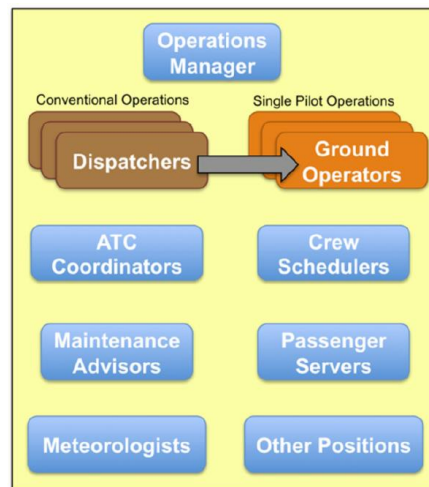 Operations
Manager
Conventional Operations
Single Pilot Operations
Dispatchers
Ground
Operators
ATC
Coordinators
Crew
Schedulers
Maintenance
Advisors
Passenger
Servers
Meteorologists
Other Positions